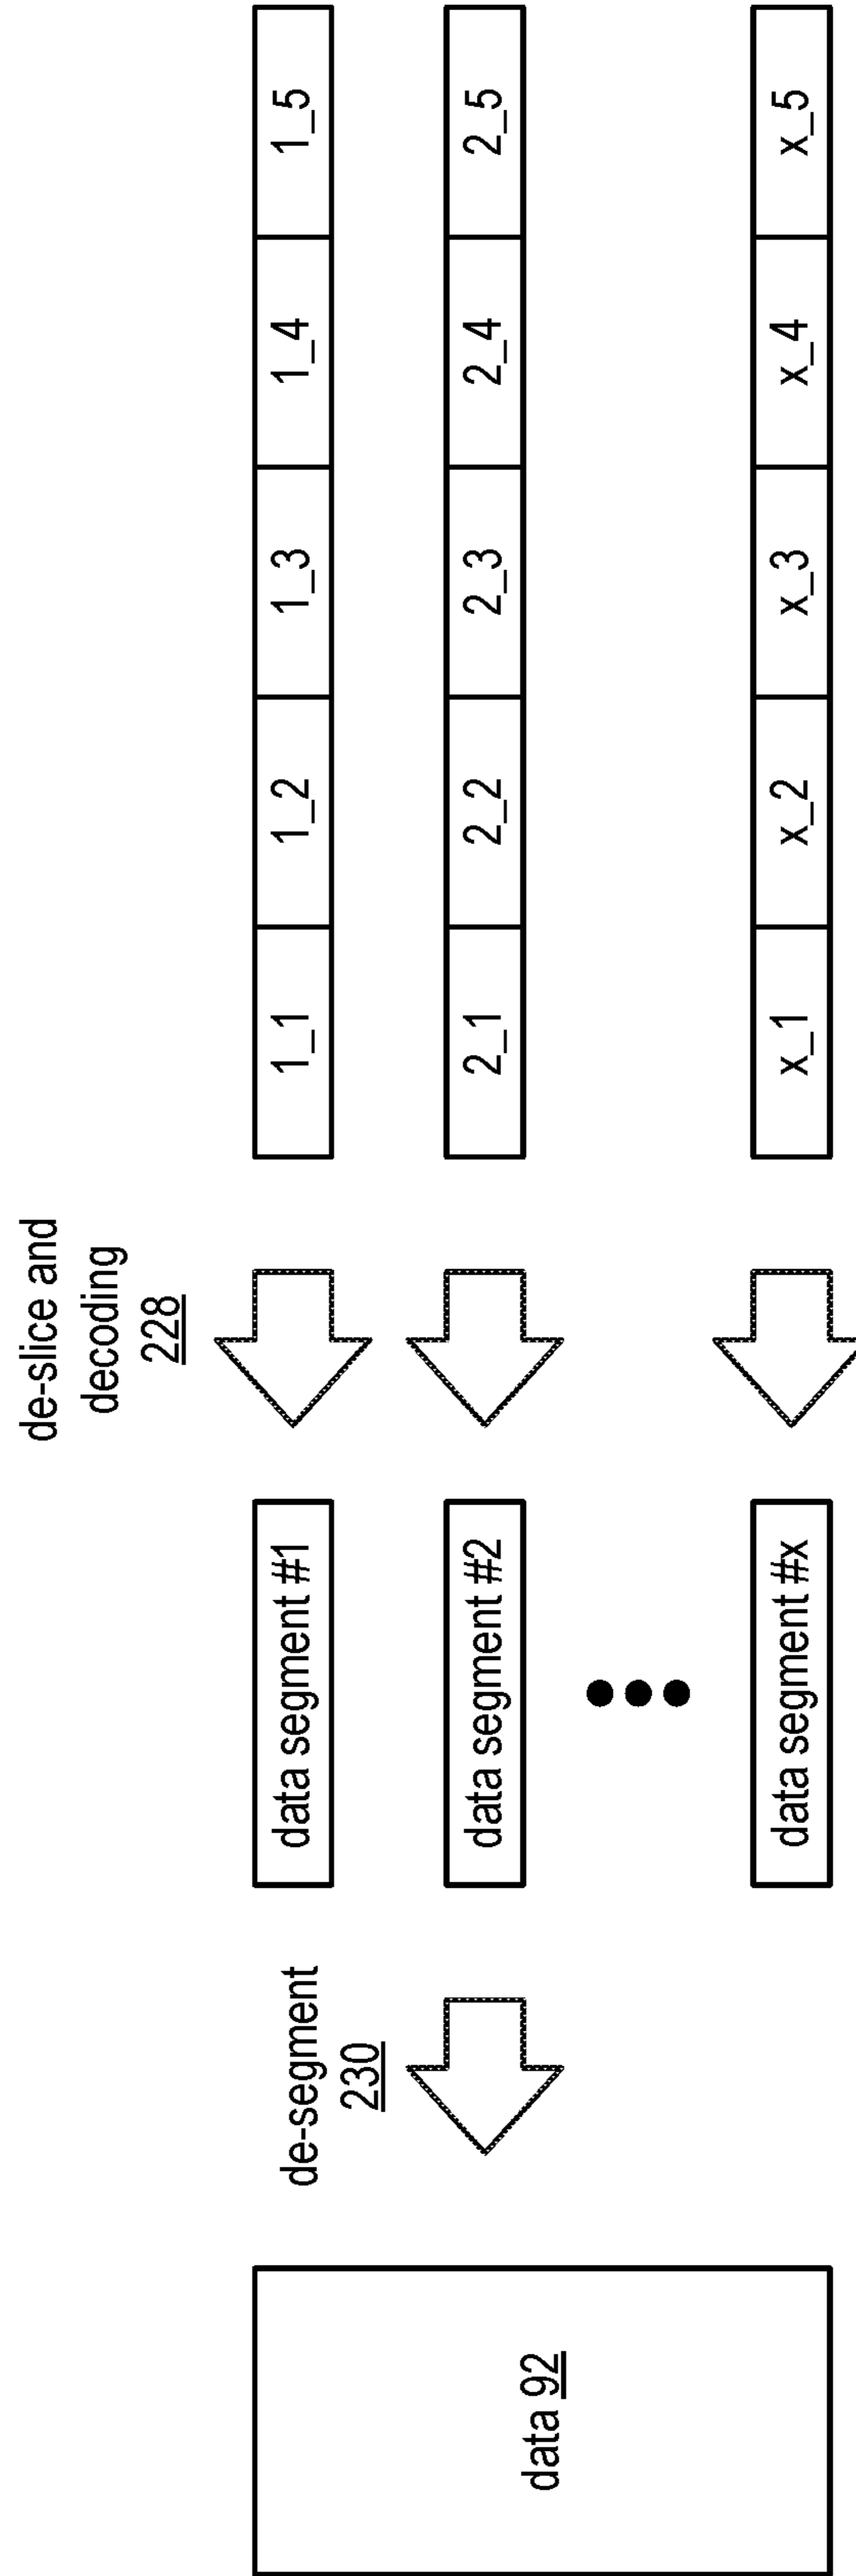 de-slice and
decoding
228
de-segment
230
data 92
data segment #1
1_1
1_2
1_3
1_4
1_5
data segment #2
2_1
2_2
2_3
2_4
2_5
data segment #x
x_1
x_2
x_3
x_4
x_5